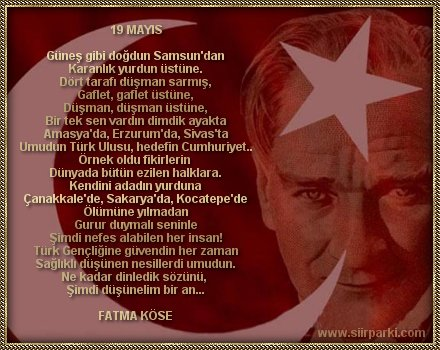 19 MAYIS
Güneş gibi doğdun Samsun'dan
Karanlık yurdun üstüne.
Dört tarafı düşman sarmış,
Gaflet, gaflet üstüne,
Düşman, düşman üstüne,
Bir tek sen vardın dimdik ayakta
Amasya'da, Erzurum'da, Sivas'ta
Umudun Türk Ulusu, hedefin Cumhuriyet..
Örnek oldu fikirlerin
Dünyada bütün ezilen halklara.
Kendini adadın yurduna
Çanakkale'de, Sakarya'da, Kocatepe'de
Ölümüne yılmadan
Gurur duymalı seninle
Şimdi nefes alabilen her insan!
Türk Gençliğine güvendin her zaman
Sağlıklı düşünen nesillerdi umudun.
Ne kadar dinledik sözünü,
Şimdi düşünelim bir an...
FATMA KÖSE
www.siirparki.com